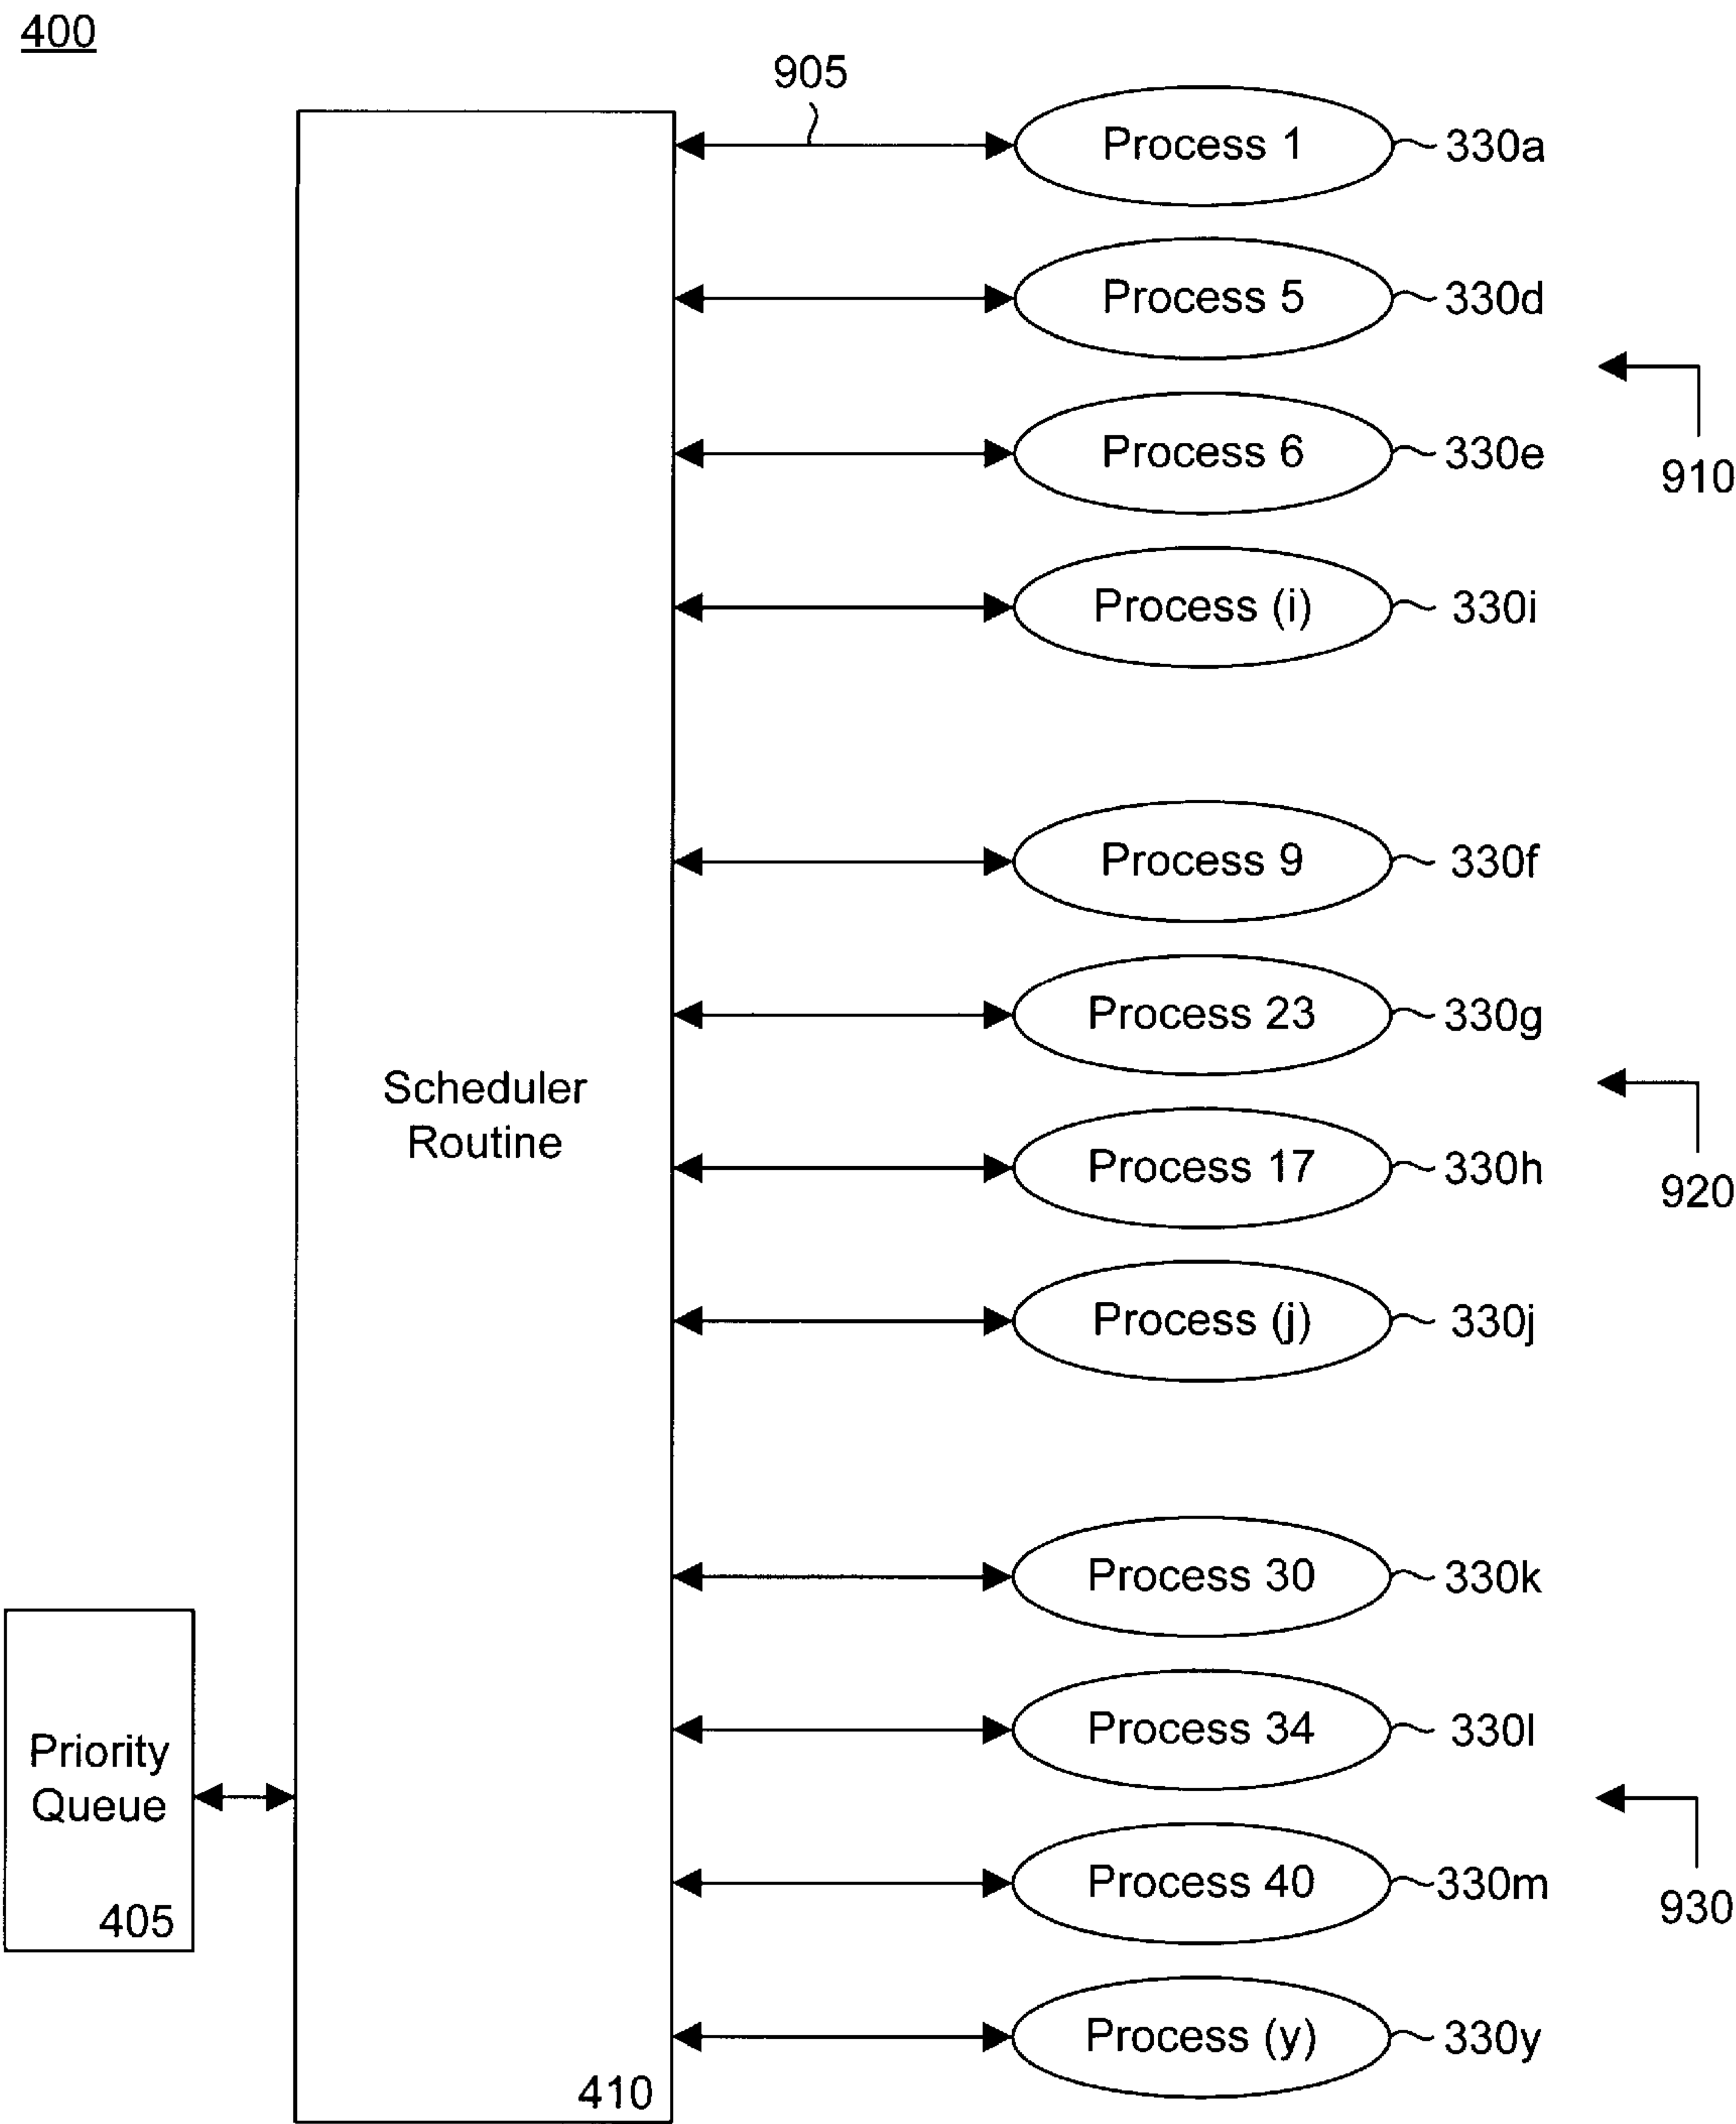 400
905
Process 1
330a
Process 5
330d
Process 6
330e
910
Process (i)
330i
Process 9
330f
Process 23
330g
Scheduler
Routine
Process 17
330h
920
Process (j)
330j
Process 30
330k
Priority
Queue
405
Process 34
330l
Process 40
330m
930
Process (y)
330y
410